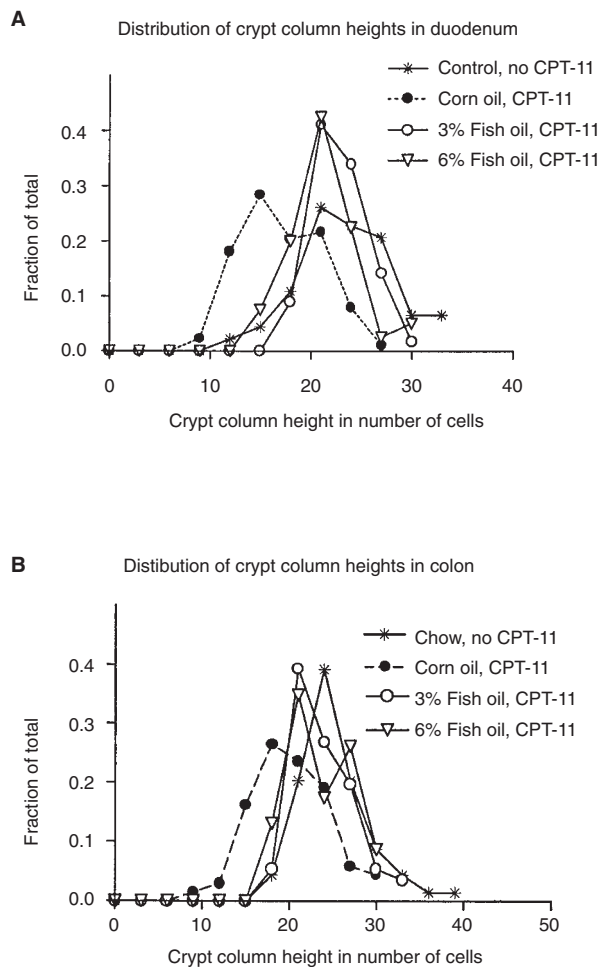 A
Distribution of crypt column heights in duodenum
Control, no CPT-11
Corn oil, CPT-11
3% Fish oil, CPT-11
6% Fish oil, CPT-11
Fraction of total
0.4
0.3
0.2
0.1
0.0
0 10 20 30 40
Crypt column height in number of cells
B
Distibution of crypt column heights in colon
Chow, no CPT-11
Corn oil, CPT-11
3% Fish oil, CPT-11
6% Fish oil, CPT-11
Fraction of total
0.4
0.3
0.2
0.1
0.0
0 10 20 30 40 50
Crypt column height in number of cells